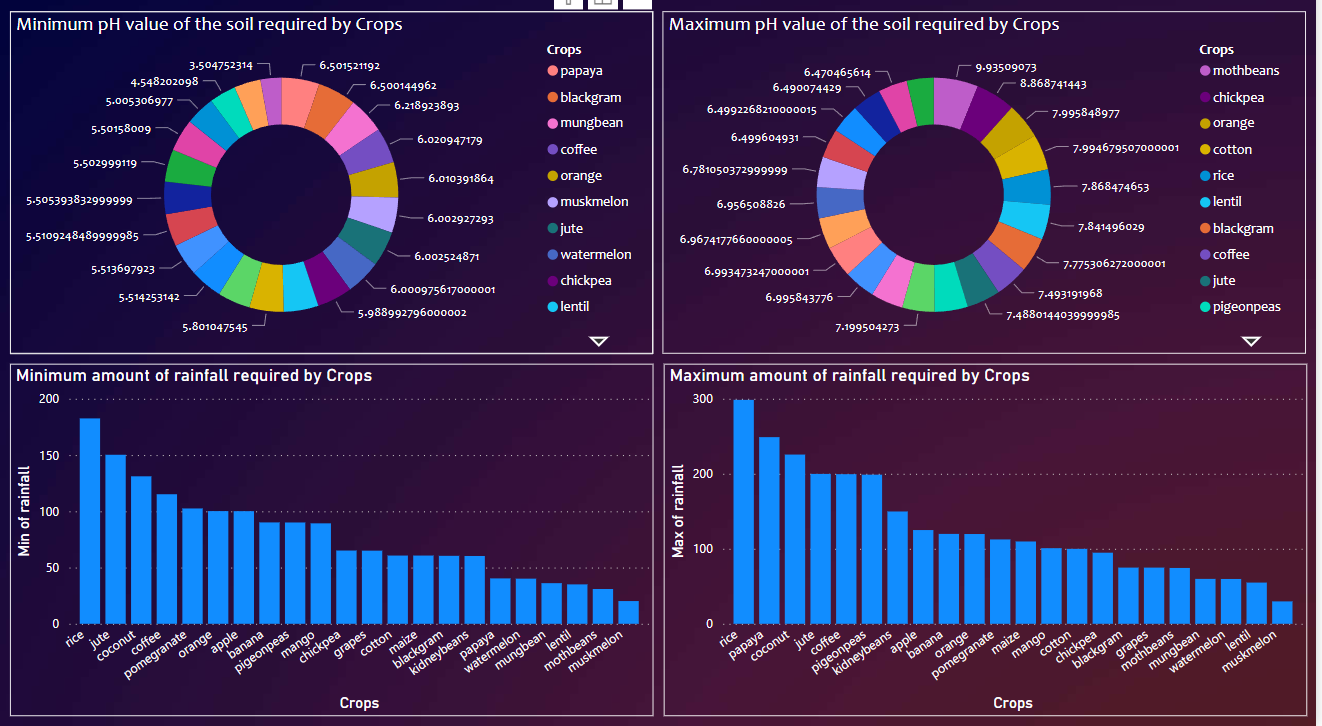 Minimum pH value of the soil required by Crops
3.504752314
6.501521192
4.548202098
6.500144962
5.005306977
6.218923893
5.50158009
6.020947179
5.502999119
6.010391864
5.505393832999999
6.002927293
5.5109248489999985
6.002524871
5.513697923
6.000975617000001
5.514253142
5.988992796000002
5.801047545
Crops
papaya
blackgram
mungbean
coffee
orange
muskmelon
jute
watermelon
chickpea
lentil
Maximum pH value of the soil required by Crops
6.470465614
9.93509073
6.490074429
8.868741443
6.4992268210000015
7.995848977
6.499604931
7.994679507000001
6.781050372999999
7.868474653
6.956508826
7.841496029
6.9674177660000005
7.775306272000001
6.993473247000001
7.493191968
6.995843776
7.4880144039999985
7.199504273
Crops
mothbeans
chickpea
orange
cotton
rice
lentil
blackgram
coffee
jute
pigeonpeas
Minimum amount of rainfall required by Crops
Min of rainfall
200
150
100
50
0
rice
jute
coconut
coffee
pomegranate
orange
apple
banana
pigeonpeas
mango
chickpea
grapes
cotton
maize
blackgram
kidneybeans
papaya
watermelon
mungbean
lentil
mothbeans
muskmelon
Crops
Maximum amount of rainfall required by Crops
Max of rainfall
300
200
100
0
rice
papaya
coconut
jute
coffee
pigeonpeas
kidneybeans
apple
banana
orange
pomegranate
maize
mango
cotton
chickpea
blackgram
grapes
mothbeans
mungbean
watermelon
lentil
muskmelon
Crops